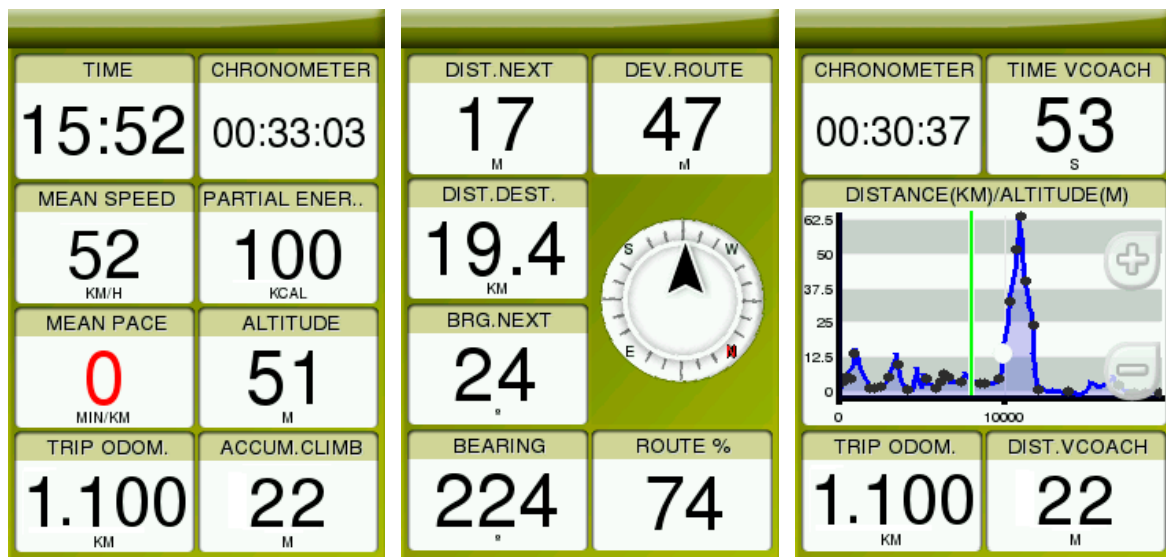 TIME CHRONOMETER
15:52 00:33:03
MEAN SPEED PARTIAL ENER..
52 100
KM/H KCAL
MEAN PACE ALTITUDE
0 51
MIN/KM M
TRIP ODOM. ACCUM.CLIMB
1.100 22
KM M
DIST.NEXT DEV.ROUTE
17 47
M M
DIST.DEST.
19.4
KM
S W
E N
BRG.NEXT
24
°
BEARING ROUTE %
224 74
°
CHRONOMETER TIME VCOACH
00:30:37 53
S
DISTANCE(KM)/ALTITUDE(M)
62.5
50
37.5
25
12.5
0
0 10000
TRIP ODOM. DIST.VCOACH
1.100 22
KM M